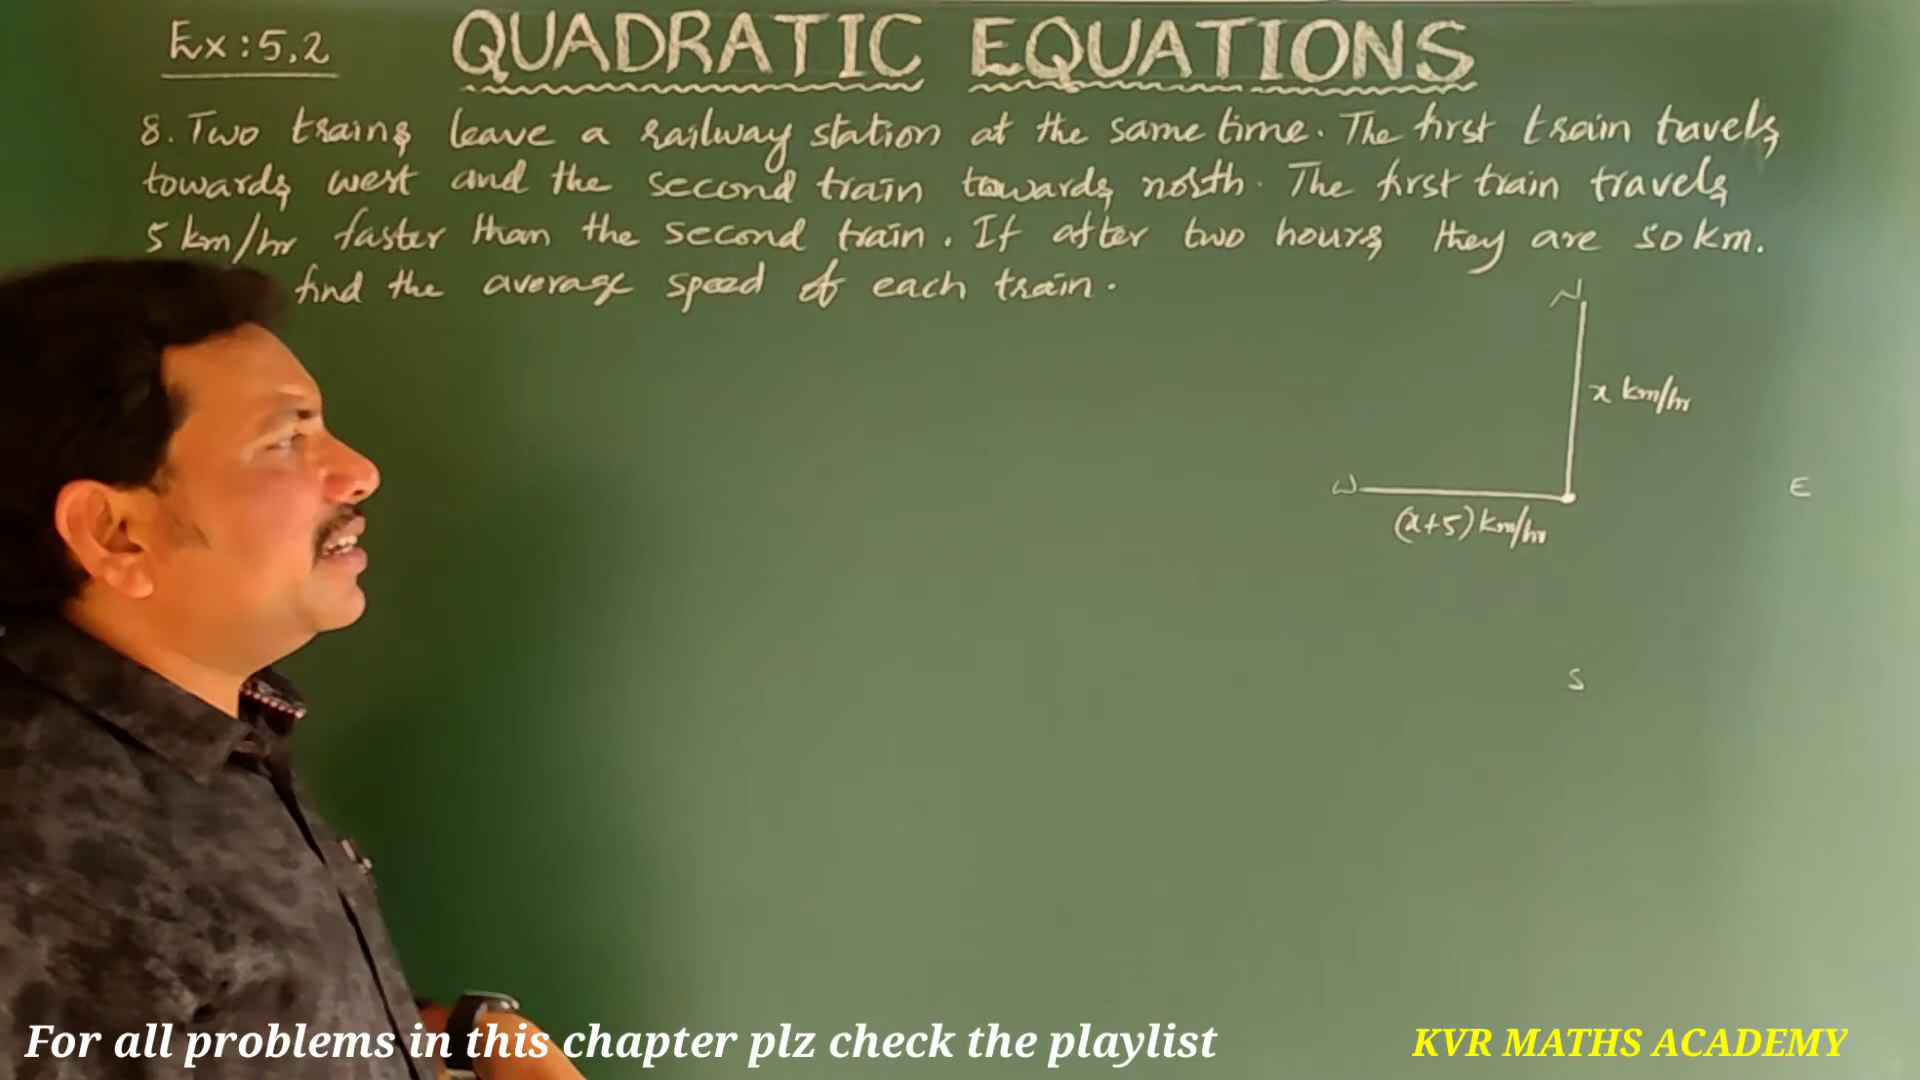 Ex: 5.2
QUADRATIC EQUATIONS
8. Two trains leave a railway station at the same time. The first train travels
towards west and the second train towards north. The first train travels
5 km/hr faster than the second train. If after two hours they are 50 km.
find the average speed of each train.
N
x km/hr
W
E
(x+5) km/hr
S
For all problems in this chapter plz check the playlist
KVR MATHS ACADEMY